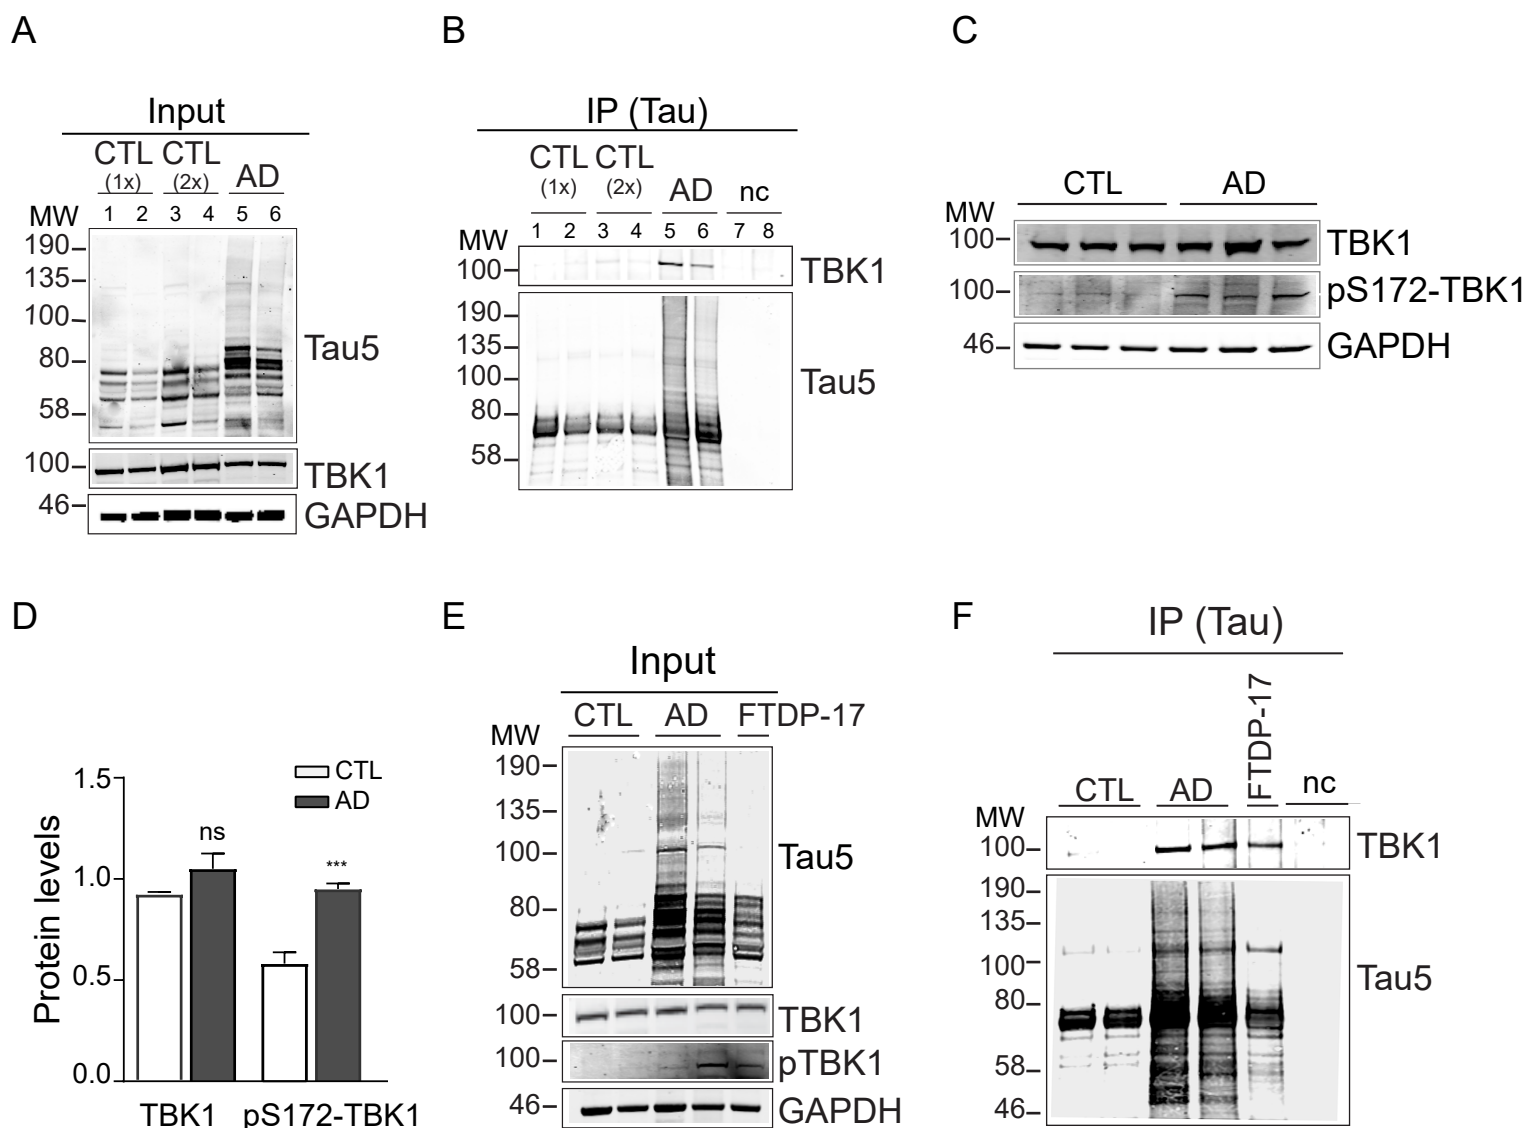 A
Input
CTL CTL AD
(1x) (2x)
MW 1 2 3 4 5 6
190
135
100
80
58
Tau5
100
TBK1
46
GAPDH
B
IP (Tau)
CTL CTL AD nc
(1x) (2x)
MW 1 2 3 4 5 6 7 8
100
TBK1
190
135
100
80
58
Tau5
C
CTL AD
MW
100
TBK1
100
pS172-TBK1
46
GAPDH
D
CTL
AD
Protein levels
1.5
1.0
0.5
0.0
ns
***
TBK1 pS172-TBK1
E
Input
CTL AD FTDP-17
MW
190
135
100
80
58
Tau5
100
TBK1
100
pTBK1
46
GAPDH
F
IP (Tau)
CTL AD FTDP-17 nc
MW
100
TBK1
190
135
100
80
58
46
Tau5